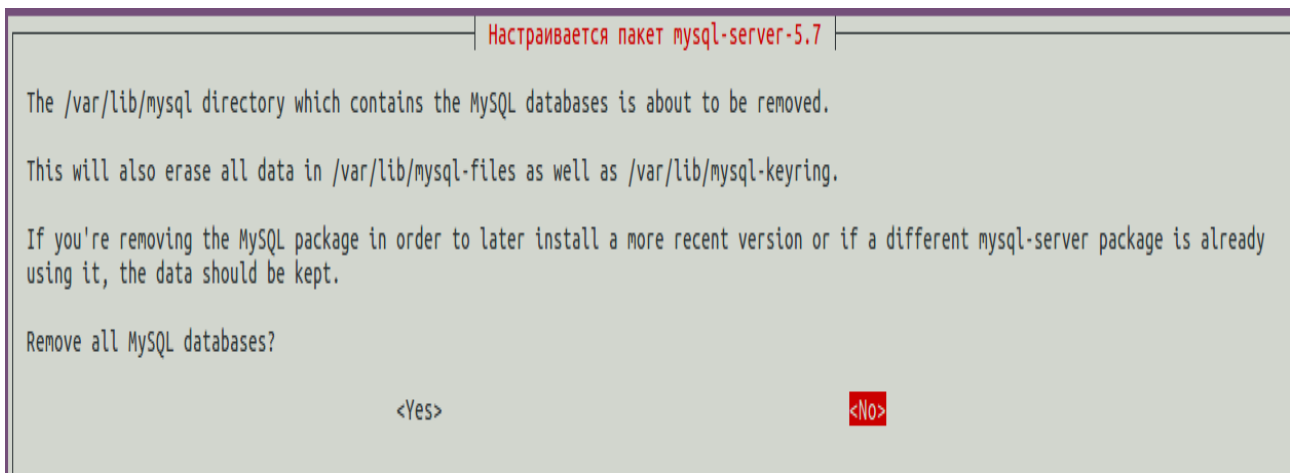 Настраивается пакет mysql-server-5.7
The /var/lib/mysql directory which contains the MySQL databases is about to be removed.
This will also erase all data in /var/lib/mysql-files as well as /var/lib/mysql-keyring.
If you're removing the MySQL package in order to later install a more recent version or if a different mysql-server package is already
using it, the data should be kept.
Remove all MySQL databases?
<Yes> <No>